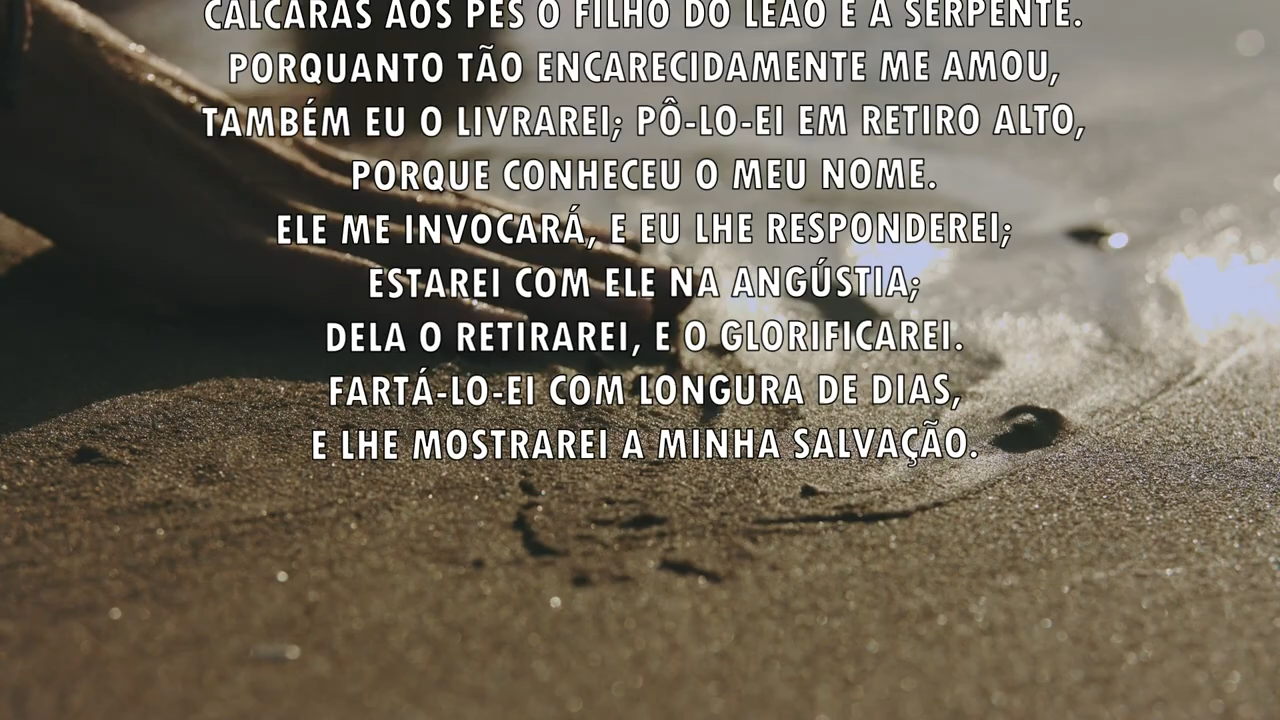 CALCARÁS AOS PÉS O FILHO DO LEÃO E A SERPENTE.
PORQUANTO TÃO ENCARECIDAMENTE ME AMOU,
TAMBÉM EU O LIVRAREI; PÔ-LO-EI EM RETIRO ALTO,
PORQUE CONHECEU O MEU NOME.
ELE ME INVOCARÁ, E EU LHE RESPONDEREI;
ESTAREI COM ELE NA ANGÚSTIA;
DELA O RETIRAREI, E O GLORIFICAREI.
FARTÁ-LO-EI COM LONGURA DE DIAS,
E LHE MOSTRAREI A MINHA SALVAÇÃO.